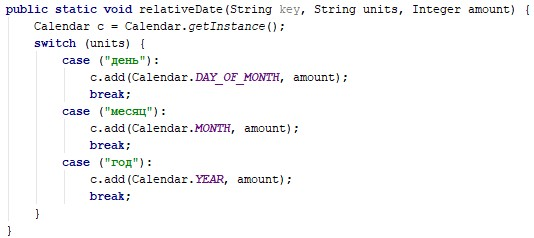 public static void relativeDate(String key, String units, Integer amount) {
    Calendar c = Calendar.getInstance();
    switch (units) {
        case ("день"):
            c.add(Calendar.DAY_OF_MONTH, amount);
            break;
        case ("месяц"):
            c.add(Calendar.MONTH, amount);
            break;
        case ("год"):
            c.add(Calendar.YEAR, amount);
            break;
    }
}